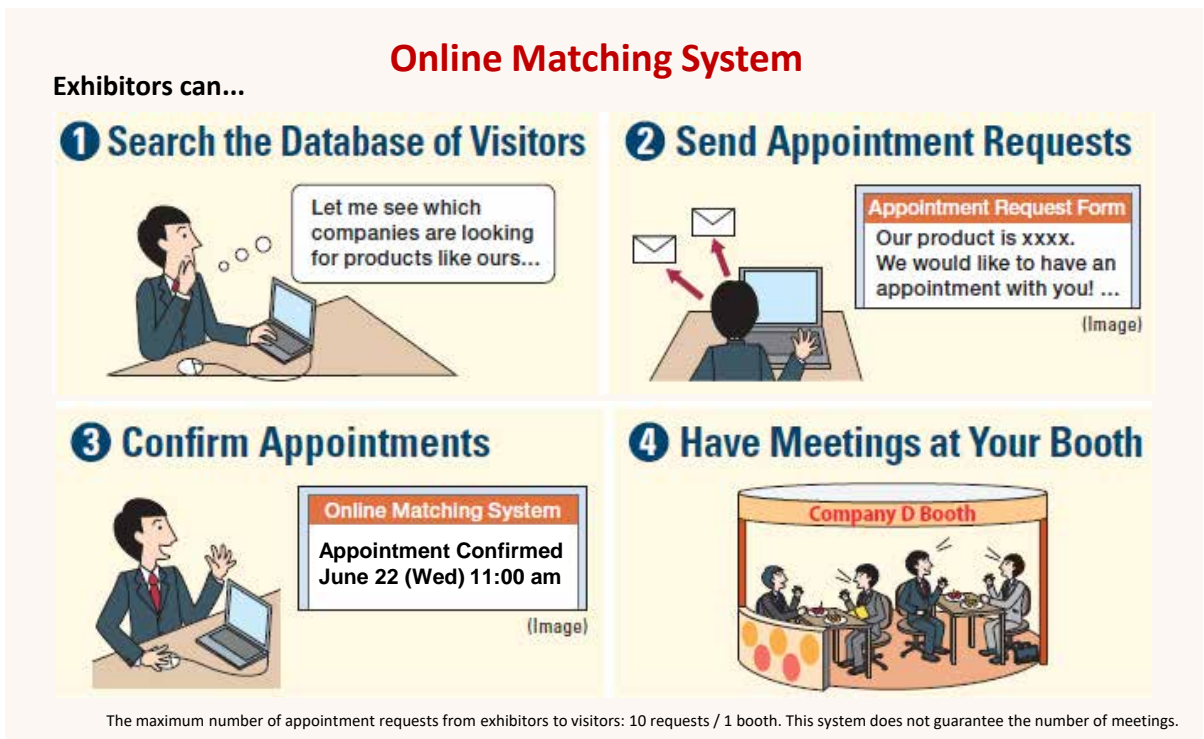 Online Matching System
Exhibitors can...
1 Search the Database of Visitors
Let me see which
companies are looking
for products like ours...
2 Send Appointment Requests
Appointment Request Form
Our product is xxxx.
We would like to have an
appointment with you! ...
(Image)
3 Confirm Appointments
Online Matching System
Appointment Confirmed
June 22 (Wed) 11:00 am
(Image)
4 Have Meetings at Your Booth
Company D Booth
The maximum number of appointment requests from exhibitors to visitors: 10 requests / 1 booth. This system does not guarantee the number of meetings.